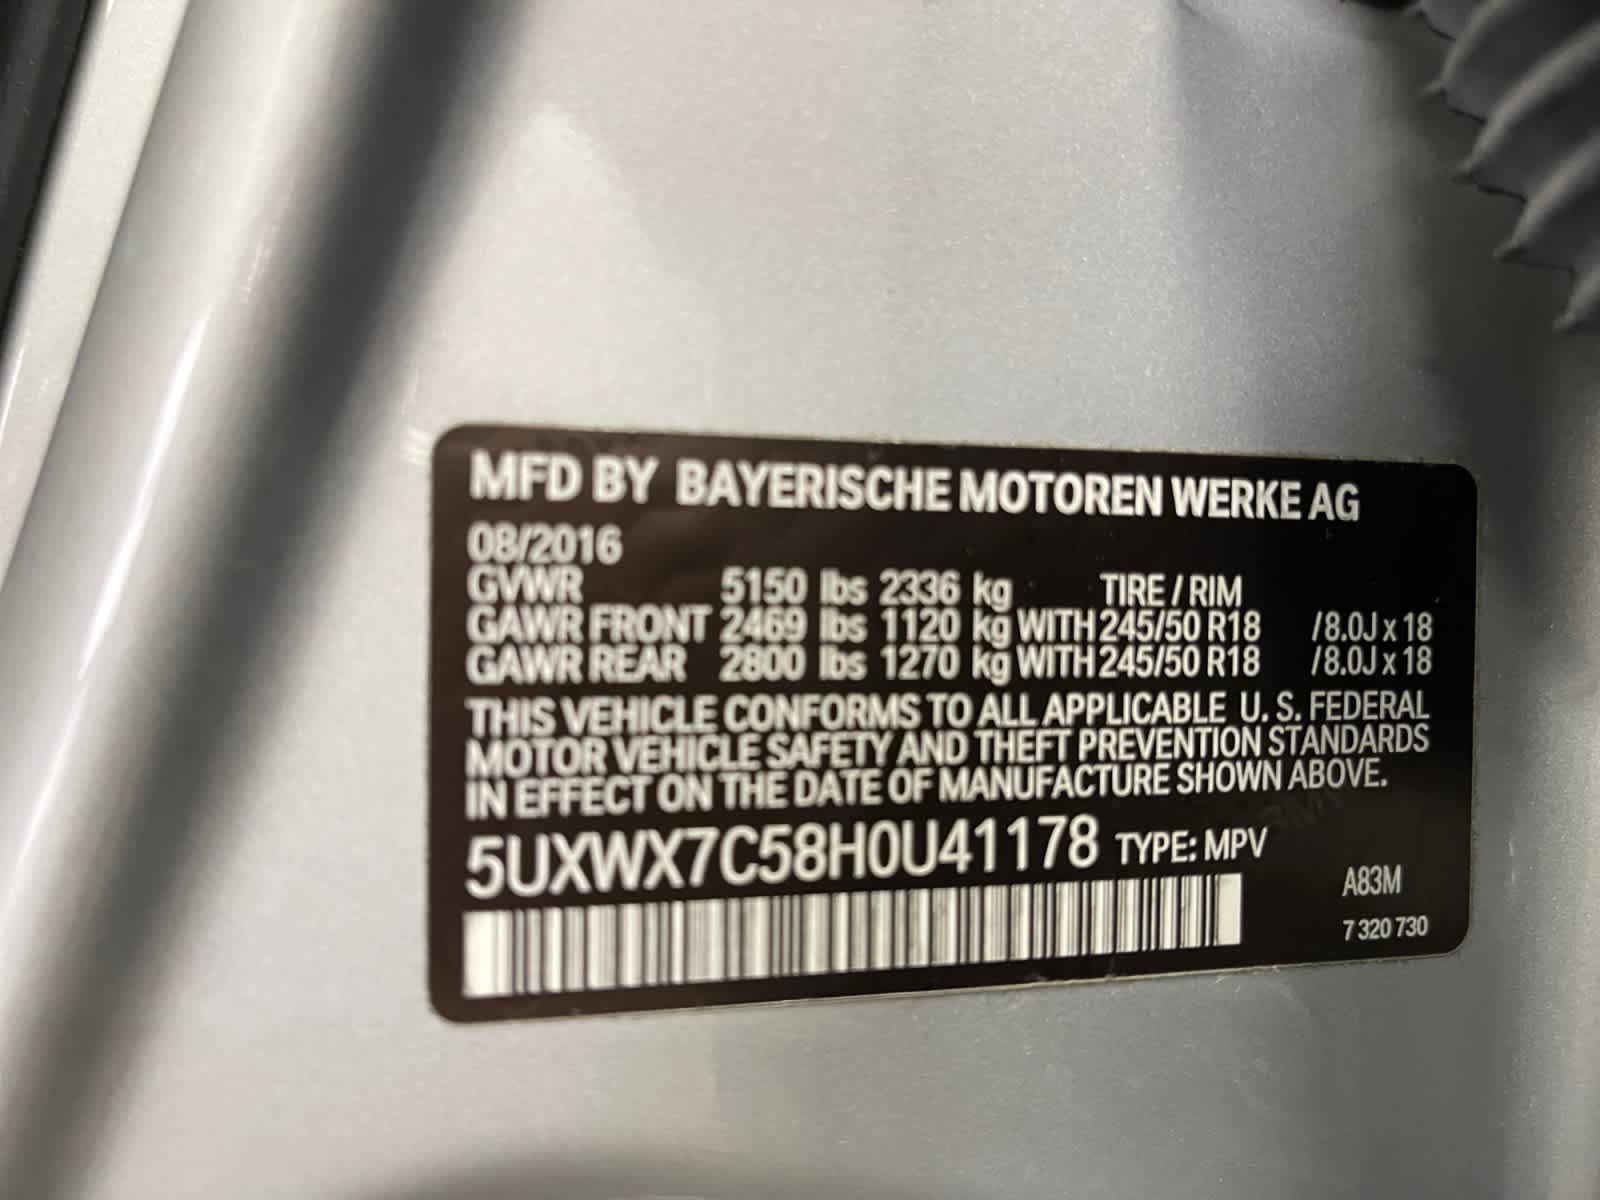 MFD BY BAYERISCHE MOTOREN WERKE AG
08/2016
GVWR 5150 lbs 2336 kg TIRE / RIM
GAWR FRONT 2469 lbs 1120 kg WITH 245/50 R18 /8.0J x 18
GAWR REAR 2800 lbs 1270 kg WITH 245/50 R18 /8.0J x 18
THIS VEHICLE CONFORMS TO ALL APPLICABLE U. S. FEDERAL
MOTOR VEHICLE SAFETY AND THEFT PREVENTION STANDARDS
IN EFFECT ON THE DATE OF MANUFACTURE SHOWN ABOVE.
5UXWX7C58H0U41178 TYPE: MPV
A83M
7 320 730